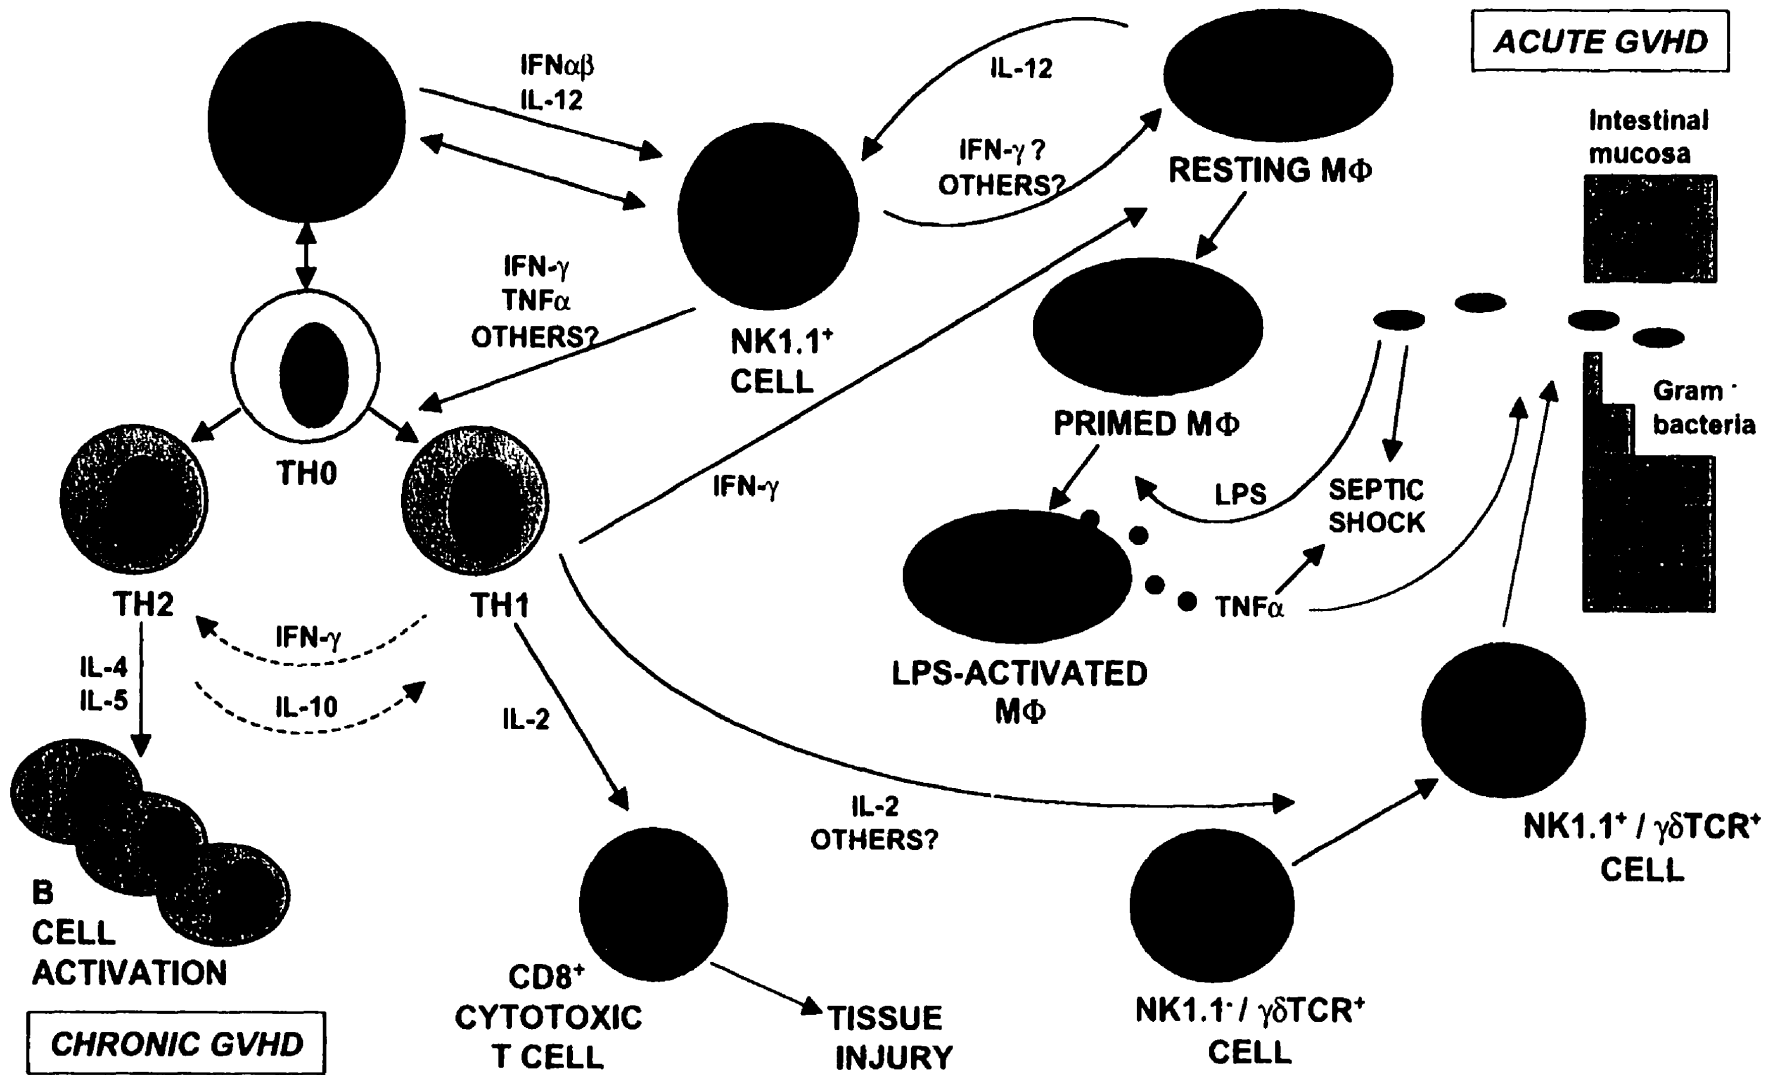 ACUTE GVHD
IFNαβ
IL-12
IL-12
Intestinal
mucosa
IFN-γ ?
OTHERS?
RESTING MΦ
IFN-γ
TNFα
OTHERS?
NK1.1⁺
CELL
PRIMED MΦ
Gram ⁻
bacteria
TH0
IFN-γ
LPS
SEPTIC
SHOCK
TH2
TH1
TNFα
IFN-γ
IL-4
IL-5
IL-10
IL-2
LPS-ACTIVATED
MΦ
IL-2
OTHERS?
NK1.1⁺ / γδTCR⁺
CELL
B
CELL
ACTIVATION
CD8⁺
CYTOTOXIC
T CELL
TISSUE
INJURY
NK1.1⁻ / γδTCR⁺
CELL
CHRONIC GVHD